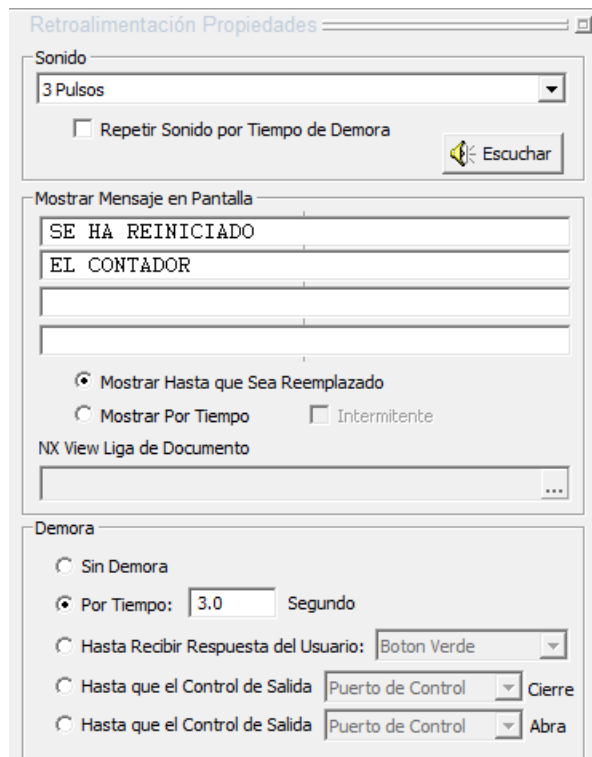 Retroalimentación Propiedades
Sonido
3 Pulsos
Repetir Sonido por Tiempo de Demora
Escuchar
Mostrar Mensaje en Pantalla
SE HA REINICIADO
EL CONTADOR
Mostrar Hasta que Sea Reemplazado
Mostrar Por Tiempo Intermitente
NX View Liga de Documento
...
Demora
Sin Demora
Por Tiempo: 3.0 Segundo
Hasta Recibir Respuesta del Usuario: Boton Verde
Hasta que el Control de Salida Puerto de Control Cierre
Hasta que el Control de Salida Puerto de Control Abra